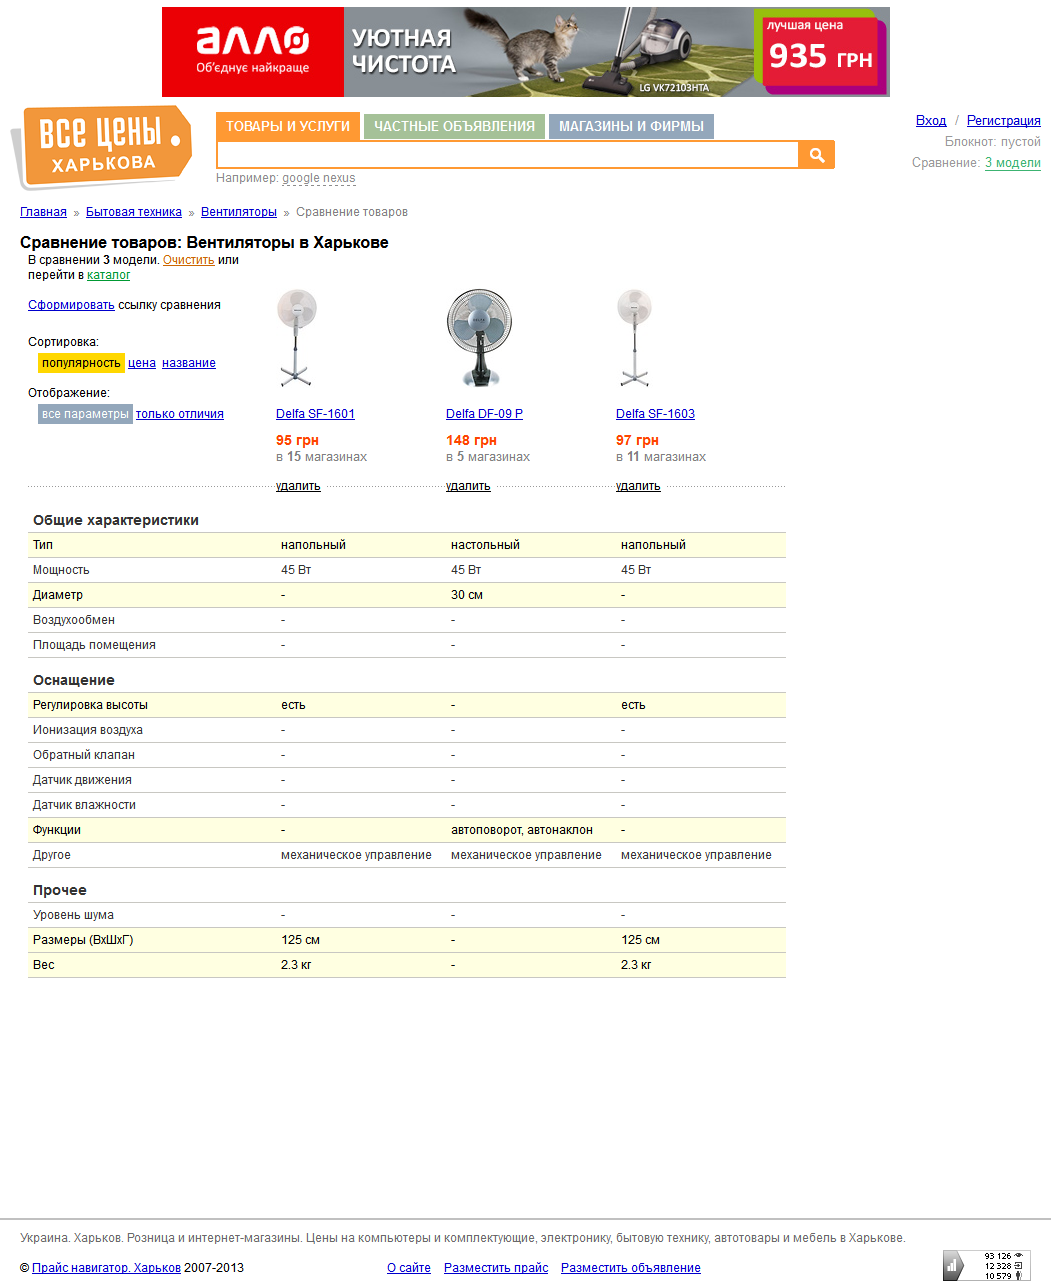 алло
Об'єднує найкраще
УЮТНАЯ
ЧИСТОТА
LG VK72103HTA
лучшая цена
935 ГРН
ВСЕ ЦЕНЫ
ХАРЬКОВА
ТОВАРЫ И УСЛУГИ ЧАСТНЫЕ ОБЪЯВЛЕНИЯ МАГАЗИНЫ И ФИРМЫ
Например: google nexus
Вход / Регистрация
Блокнот: пустой
Сравнение: 3 модели
Главная » Бытовая техника » Вентиляторы » Сравнение товаров
Сравнение товаров: Вентиляторы в Харькове
В сравнении 3 модели. Очистить или
перейти в каталог
Сформировать ссылку сравнения
Сортировка:
популярность цена название
Отображение:
все параметры только отличия
Delfa SF-1601 Delfa DF-09 P Delfa SF-1603
95 грн 148 грн 97 грн
в 15 магазинах в 5 магазинах в 11 магазинах
удалить удалить удалить
Общие характеристики
Тип напольный настольный напольный
Мощность 45 Вт 45 Вт 45 Вт
Диаметр - 30 см -
Воздухообмен - - -
Площадь помещения - - -
Оснащение
Регулировка высоты есть - есть
Ионизация воздуха - - -
Обратный клапан - - -
Датчик движения - - -
Датчик влажности - - -
Функции - автоповорот, автонаклон -
Другое механическое управление механическое управление механическое управление
Прочее
Уровень шума - - -
Размеры (ВхШхГ) 125 см - 125 см
Вес 2.3 кг - 2.3 кг
Украина. Харьков. Розница и интернет-магазины. Цены на компьютеры и комплектующие, электронику, бытовую технику, автотовары и мебель в Харькове.
© Прайс навигатор. Харьков 2007-2013 О сайте Разместить прайс Разместить объявление
93 126
12 328
10 579